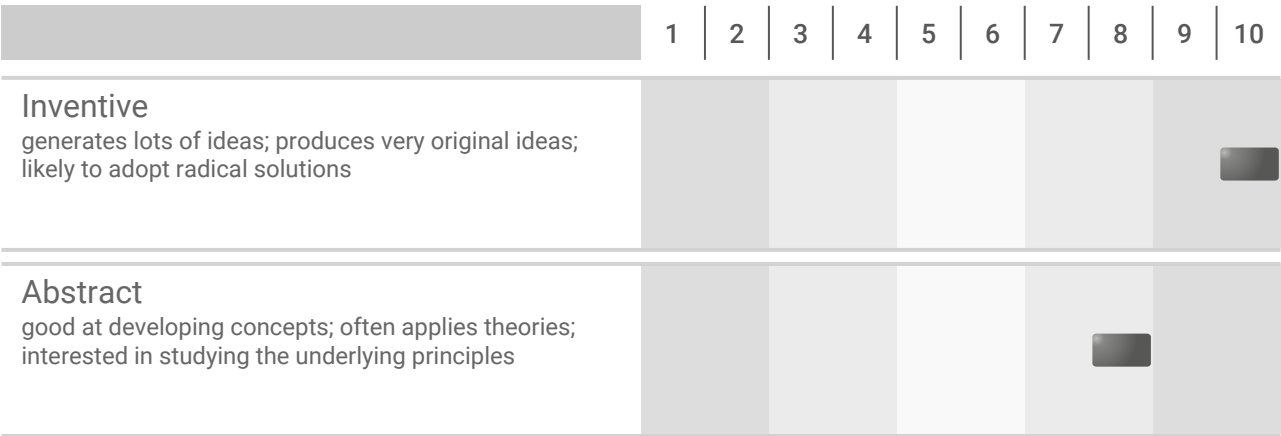 1 2 3 4 5 6 7 8 9 10
Inventive
generates lots of ideas; produces very original ideas;
likely to adopt radical solutions
Abstract
good at developing concepts; often applies theories;
interested in studying the underlying principles